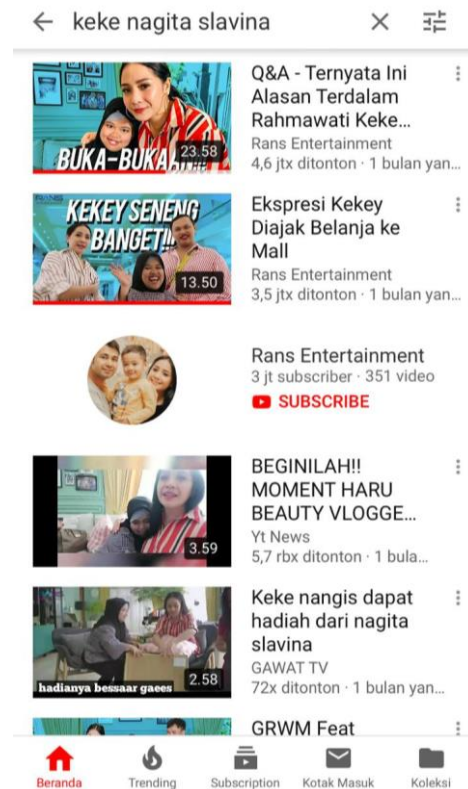 keke nagita slavina
BUKA-BUKAAN
23.58
Q&A - Ternyata Ini
Alasan Terdalam
Rahmawati Keke...
Rans Entertainment
4,6 jtx ditonton · 1 bulan yan...
RANS
KEKEY SENENG
BANGET!!!
13.50
Ekspresi Kekey
Diajak Belanja ke
Mall
Rans Entertainment
3,5 jtx ditonton · 1 bulan yan...
Rans Entertainment
3 jt subscriber · 351 video
SUBSCRIBE
3.59
BEGINILAH!!
MOMENT HARU
BEAUTY VLOGGE...
Yt News
5,7 rbx ditonton · 1 bula...
hadianya bessaar gaees
2.58
Keke nangis dapat
hadiah dari nagita
slavina
GAWAT TV
72x ditonton · 1 bulan yan...
GRWM Feat
Beranda
Trending
Subscription
Kotak Masuk
Koleksi